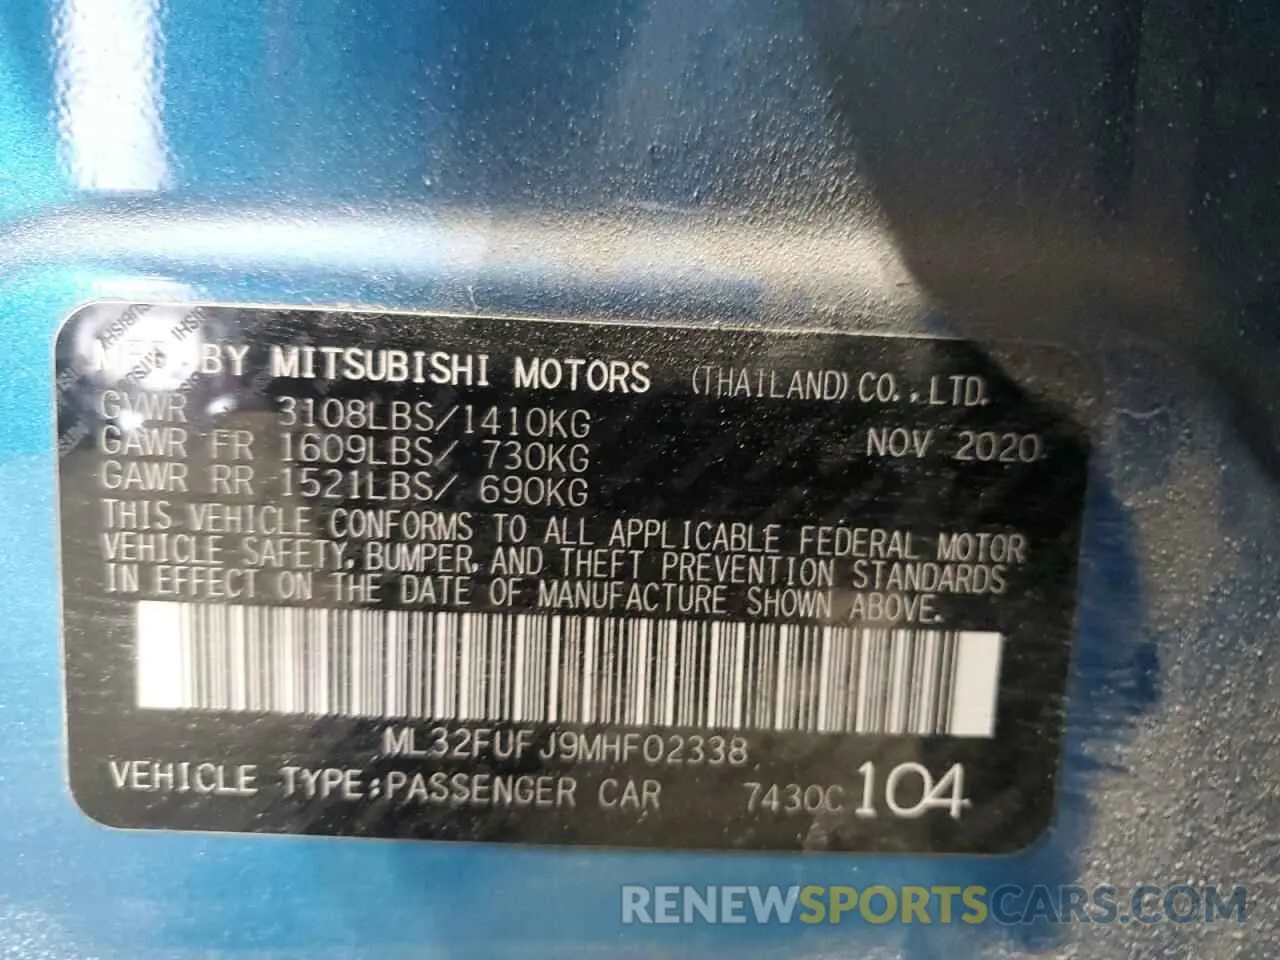 MFD BY MITSUBISHI MOTORS (THAILAND) CO., LTD.
GVWR 3108LBS/1410KG
GAWR FR 1609LBS/ 730KG NOV 2020
GAWR RR 1521LBS/ 690KG
THIS VEHICLE CONFORMS TO ALL APPLICABLE FEDERAL MOTOR
VEHICLE SAFETY, BUMPER, AND THEFT PREVENTION STANDARDS
IN EFFECT ON THE DATE OF MANUFACTURE SHOWN ABOVE.
ML32FUFJ9MHF02338
VEHICLE TYPE:PASSENGER CAR 7430C 104
RENEWSPORTSCARS.COM